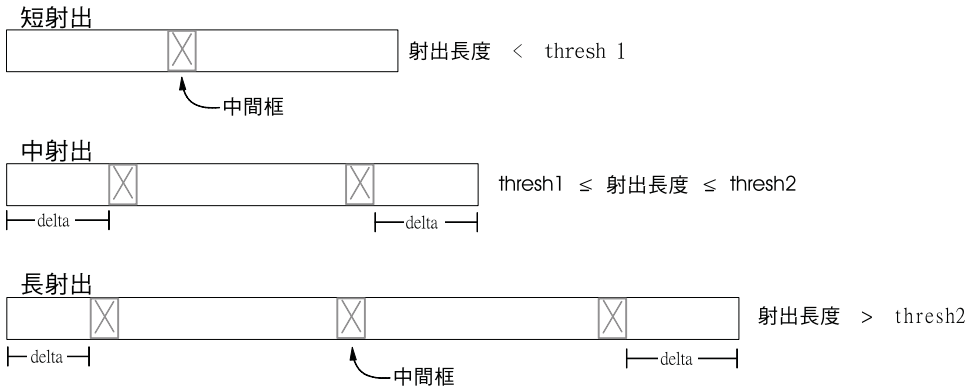 短射出
射出長度 < thresh 1
中間框
中射出
thresh1 ≤ 射出長度 ≤ thresh2
delta
delta
長射出
射出長度 > thresh2
delta
delta
中間框